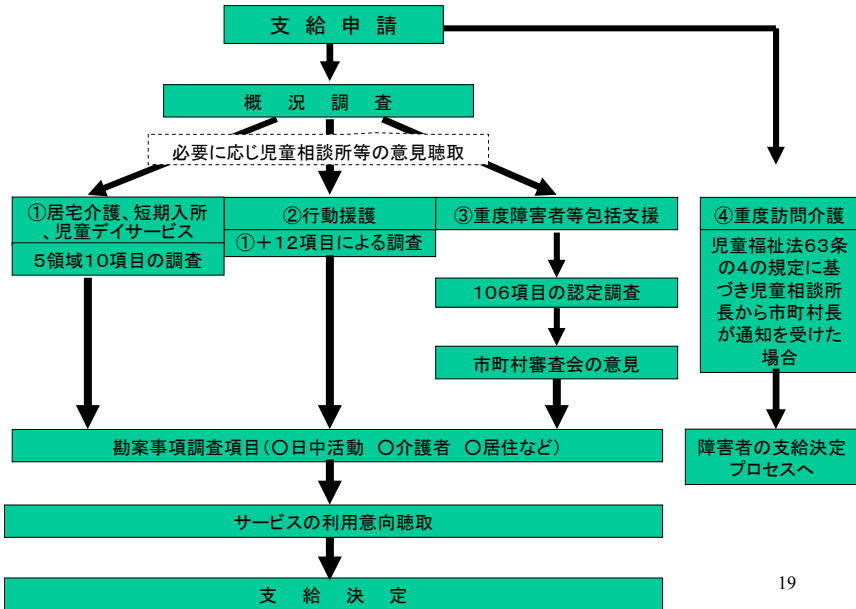 支 給 申 請
概 況 調 査
必要に応じ児童相談所等の意見聴取
①居宅介護、短期入所
、児童デイサービス
5領域10項目の調査
②行動援護
①＋12項目による調査
③重度障害者等包括支援
106項目の認定調査
市町村審査会の意見
④重度訪問介護
児童福祉法63条
の4の規定に基
づき児童相談所
長から市町村長
が通知を受けた
場合
勘案事項調査項目(〇日中活動 〇介護者 〇居住など)
障害者の支給決定
プロセスへ
サービスの利用意向聴取
支 給 決 定
19